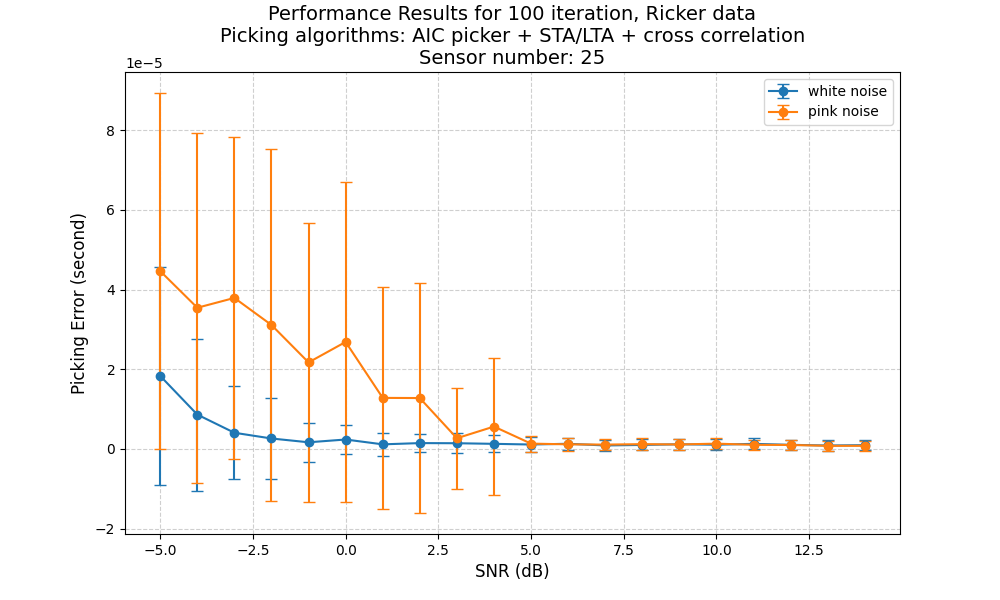 Performance Results for 100 iteration, Ricker data
Picking algorithms: AIC picker + STA/LTA + cross correlation
Sensor number: 25
1e−5
white noise
pink noise
8
6
4
2
0
−2
Picking Error (second)
−5.0 −2.5 0.0 2.5 5.0 7.5 10.0 12.5
SNR (dB)